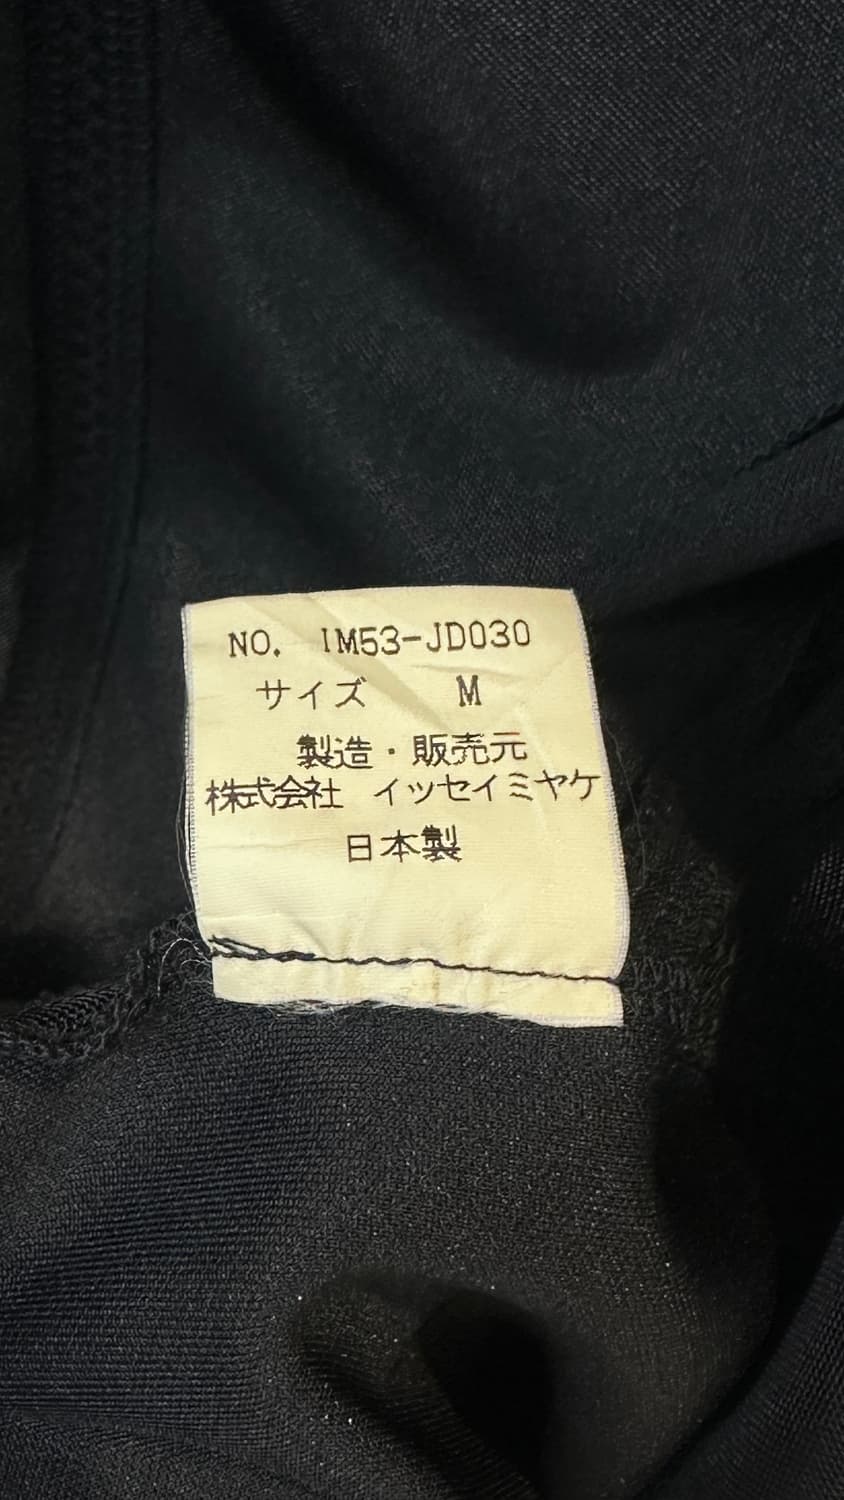 NO. IM53-JD030
サイズ M
製造・販売元
株式会社 イッセイミヤケ
日本製